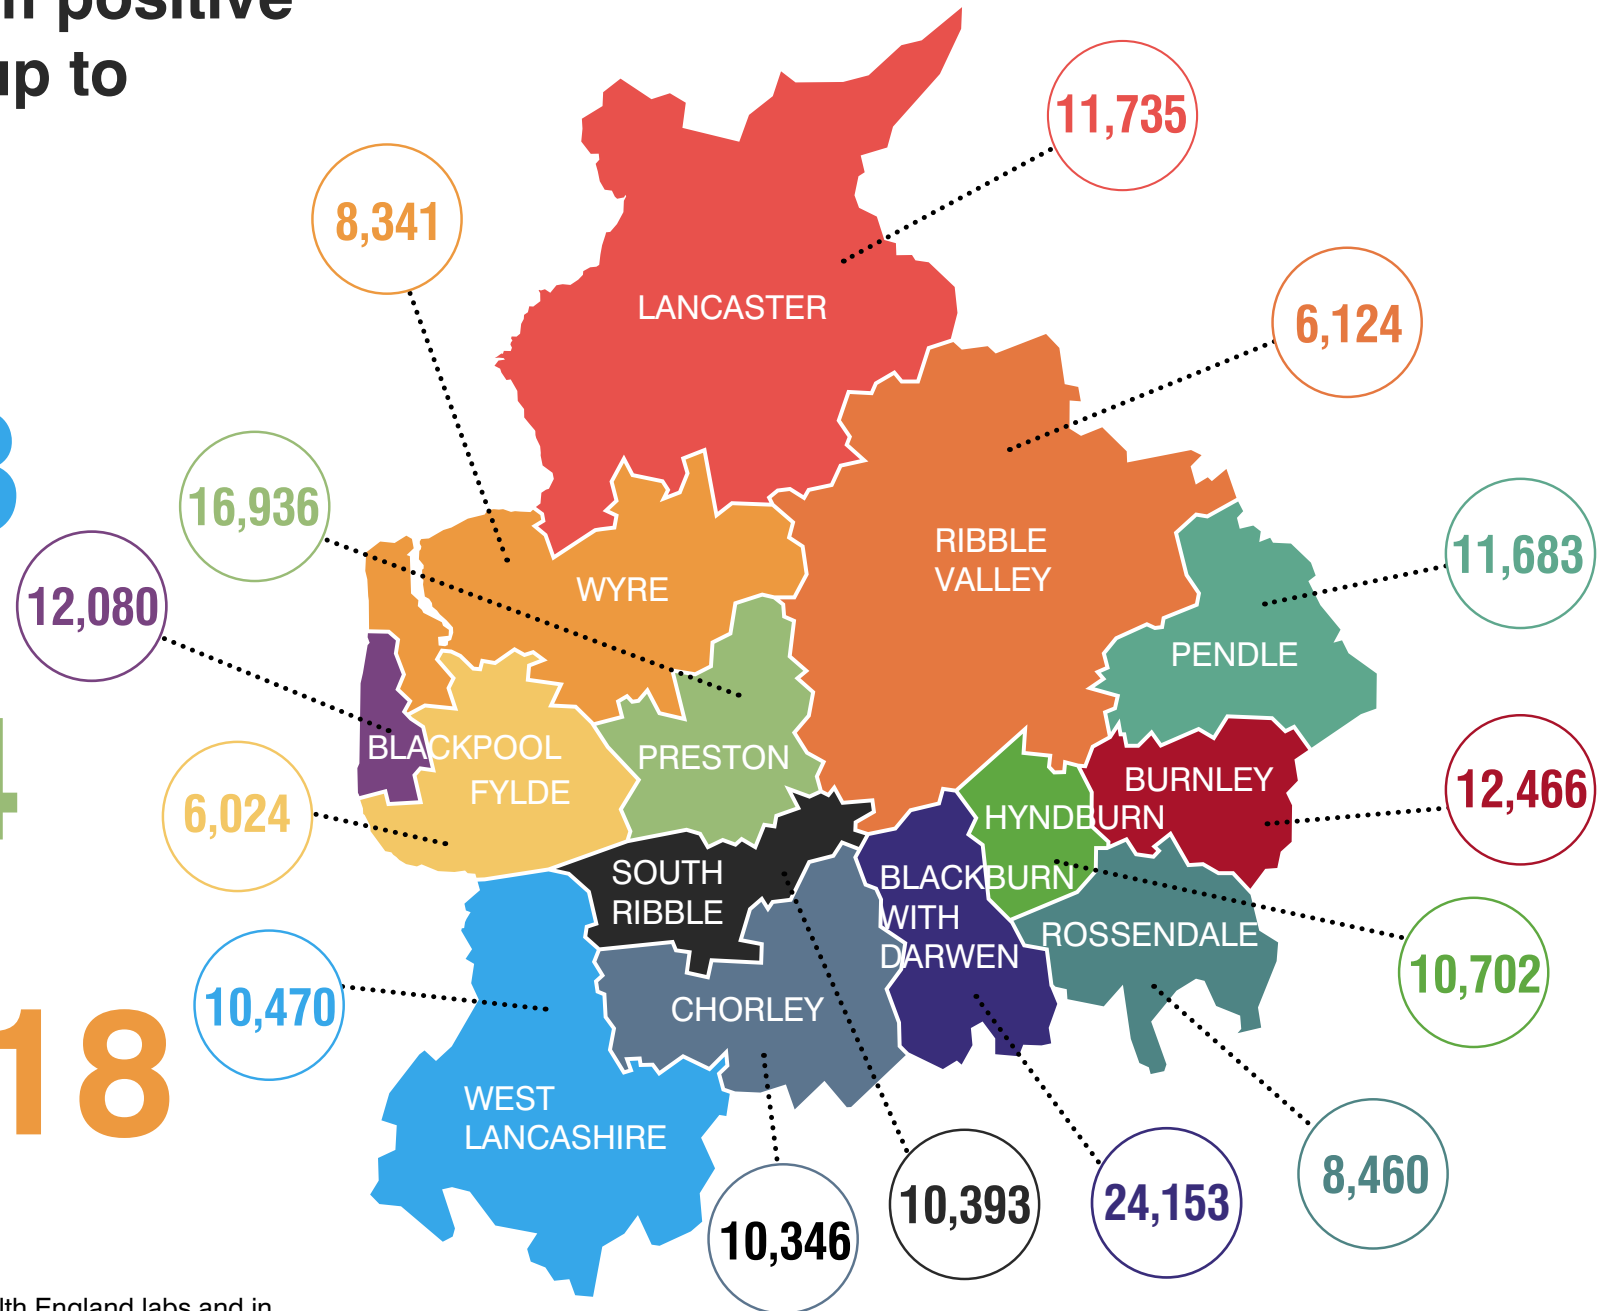 positive
up to
11,735
8,341
LANCASTER
6,124
16,936
RIBBLE
VALLEY
11,683
12,080
WYRE
PENDLE
BLACKPOOL
PRESTON
BURNLEY
12,466
FYLDE
6,024
HYNDBURN
SOUTH
RIBBLE
BLACKBURN
WITH
DARWEN
ROSSENDALE
10,702
10,470
CHORLEY
18
WEST
LANCASHIRE
8,460
10,346
10,393
24,153
England labs and in